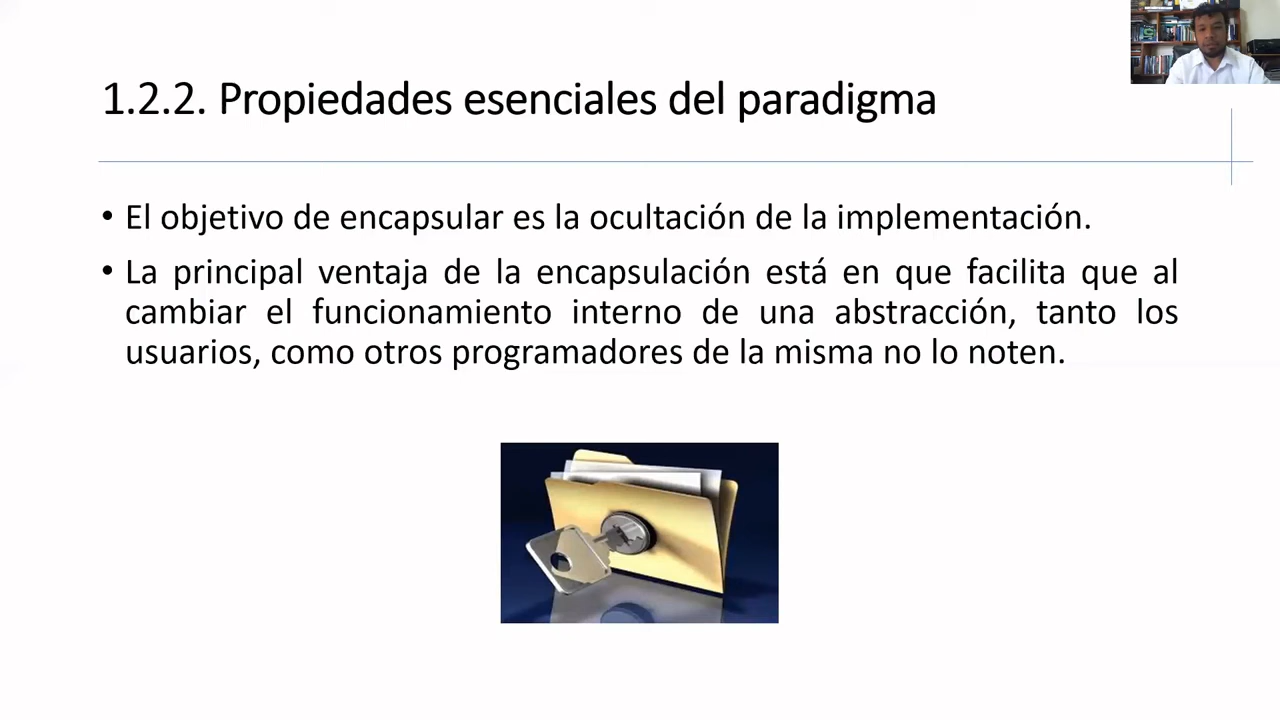 1.2.2. Propiedades esenciales del paradigma
• El objetivo de encapsular es la ocultación de la implementación.
• La principal ventaja de la encapsulación está en que facilita que al
cambiar el funcionamiento interno de una abstracción, tanto los
usuarios, como otros programadores de la misma no lo noten.